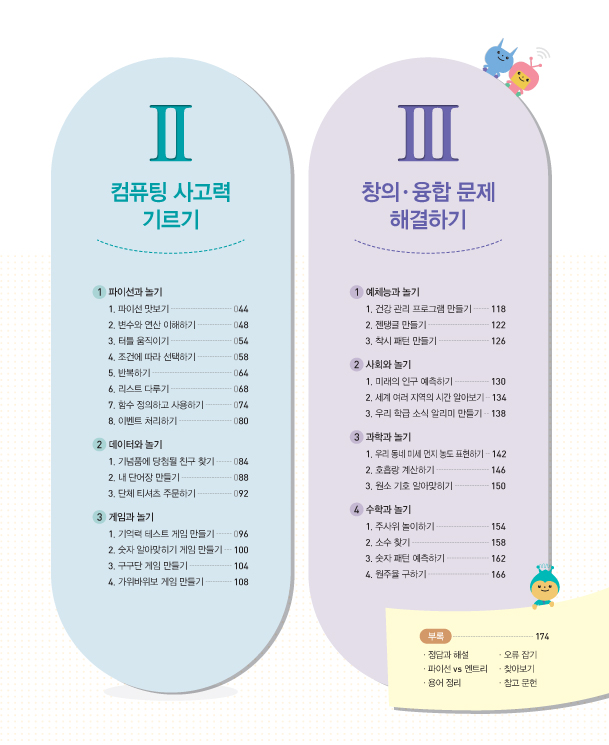 II
컴퓨팅 사고력
기르기
1 파이선과 놀기
1. 파이선 맛보기 044
2. 변수와 연산 이해하기 048
3. 터틀 움직이기 054
4. 조건에 따라 선택하기 058
5. 반복하기 064
6. 리스트 다루기 068
7. 함수 정의하고 사용하기 074
8. 이벤트 처리하기 080
2 데이터와 놀기
1. 기념품에 당첨될 친구 찾기 084
2. 내 단어장 만들기 088
3. 단체 티셔츠 주문하기 092
3 게임과 놀기
1. 기억력 테스트 게임 만들기 096
2. 숫자 알아맞히기 게임 만들기 100
3. 구구단 게임 만들기 104
4. 가위바위보 게임 만들기 108
III
창의·융합 문제
해결하기
1 예체능과 놀기
1. 건강 관리 프로그램 만들기 118
2. 젠탱글 만들기 122
3. 착시 패턴 만들기 126
2 사회와 놀기
1. 미래의 인구 예측하기 130
2. 세계 여러 지역의 시간 알아보기 134
3. 우리 학급 소식 알리미 만들기 138
3 과학과 놀기
1. 우리 동네 미세 먼지 농도 표현하기 142
2. 호흡량 계산하기 146
3. 원소 기호 알아맞히기 150
4 수학과 놀기
1. 주사위 놀이하기 154
2. 소수 찾기 158
3. 숫자 패턴 예측하기 162
4. 원주율 구하기 166
부록 174
· 정답과 해설 · 오류 잡기
· 파이선 vs 엔트리 · 찾아보기
· 용어 정리 · 참고 문헌